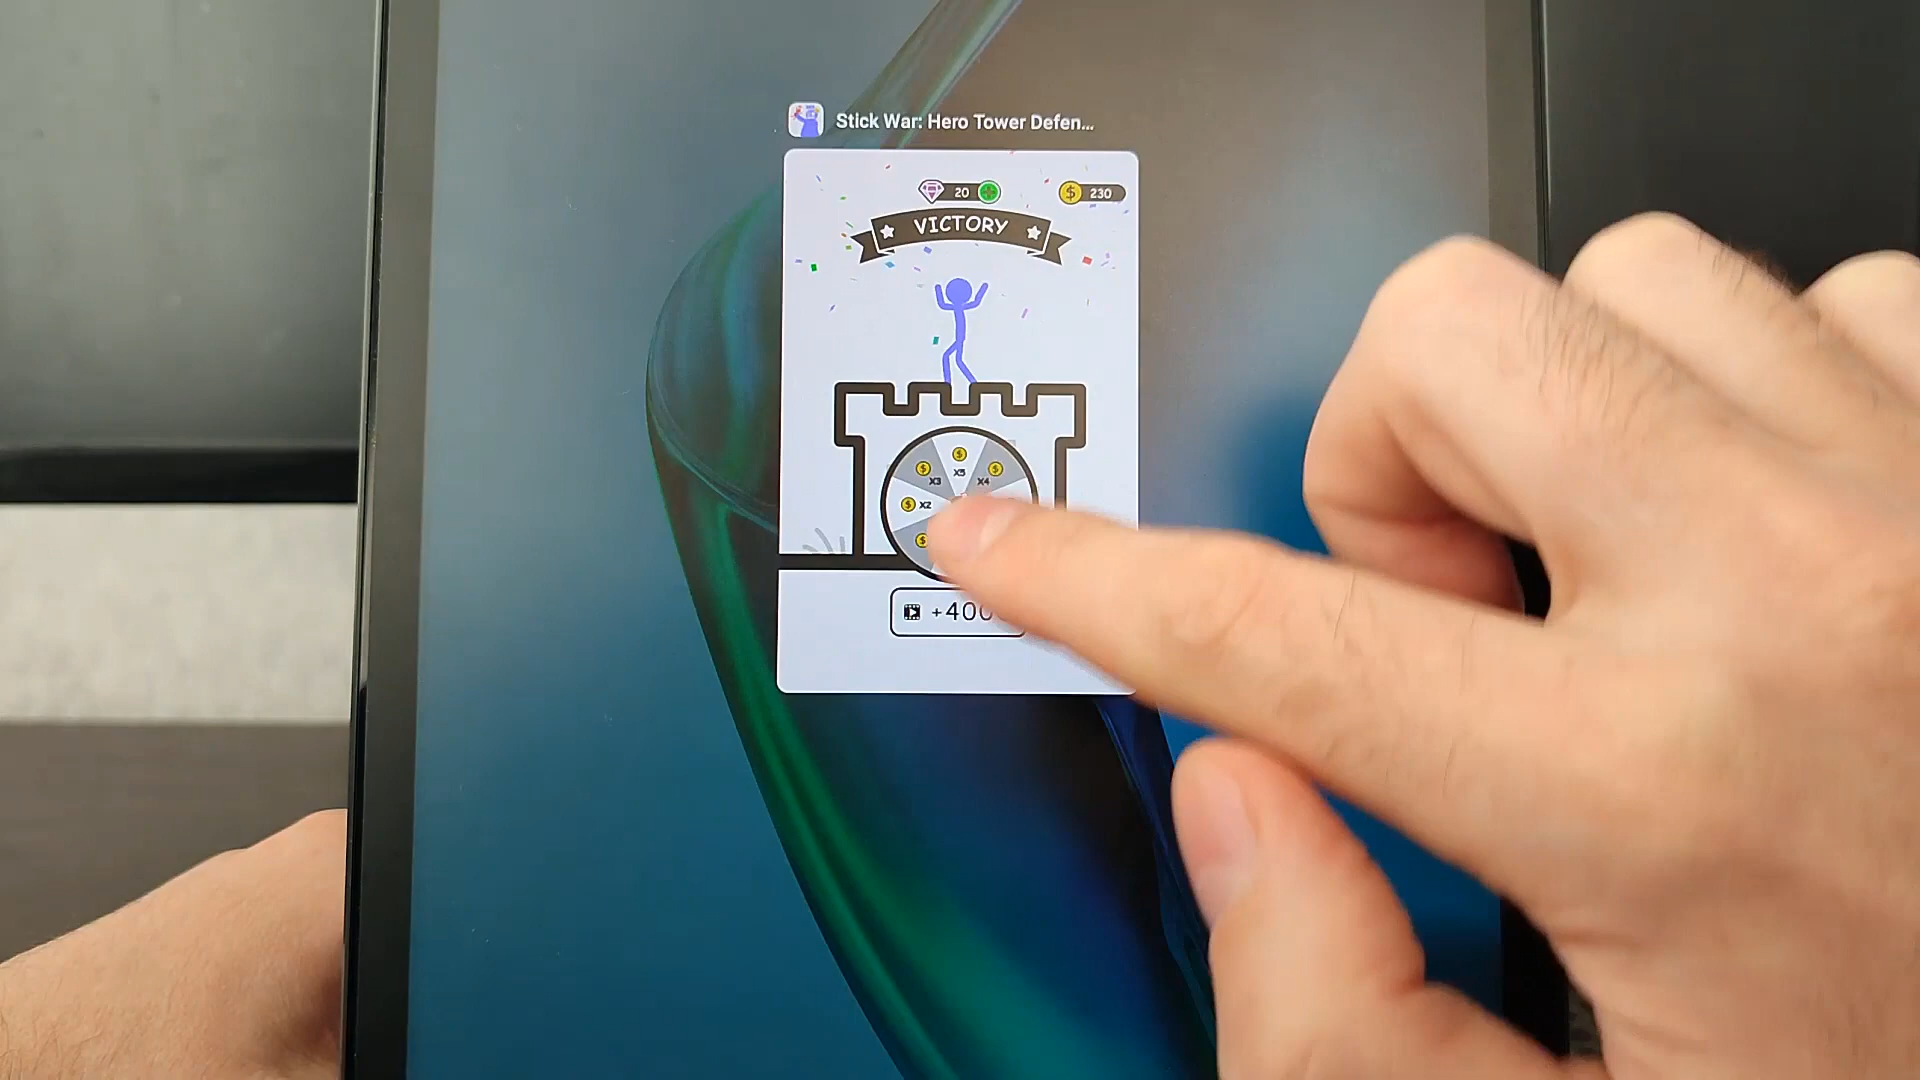 Stick War: Hero Tower Defen...
20
230
VICTORY
X3
X5
X4
X2
+400